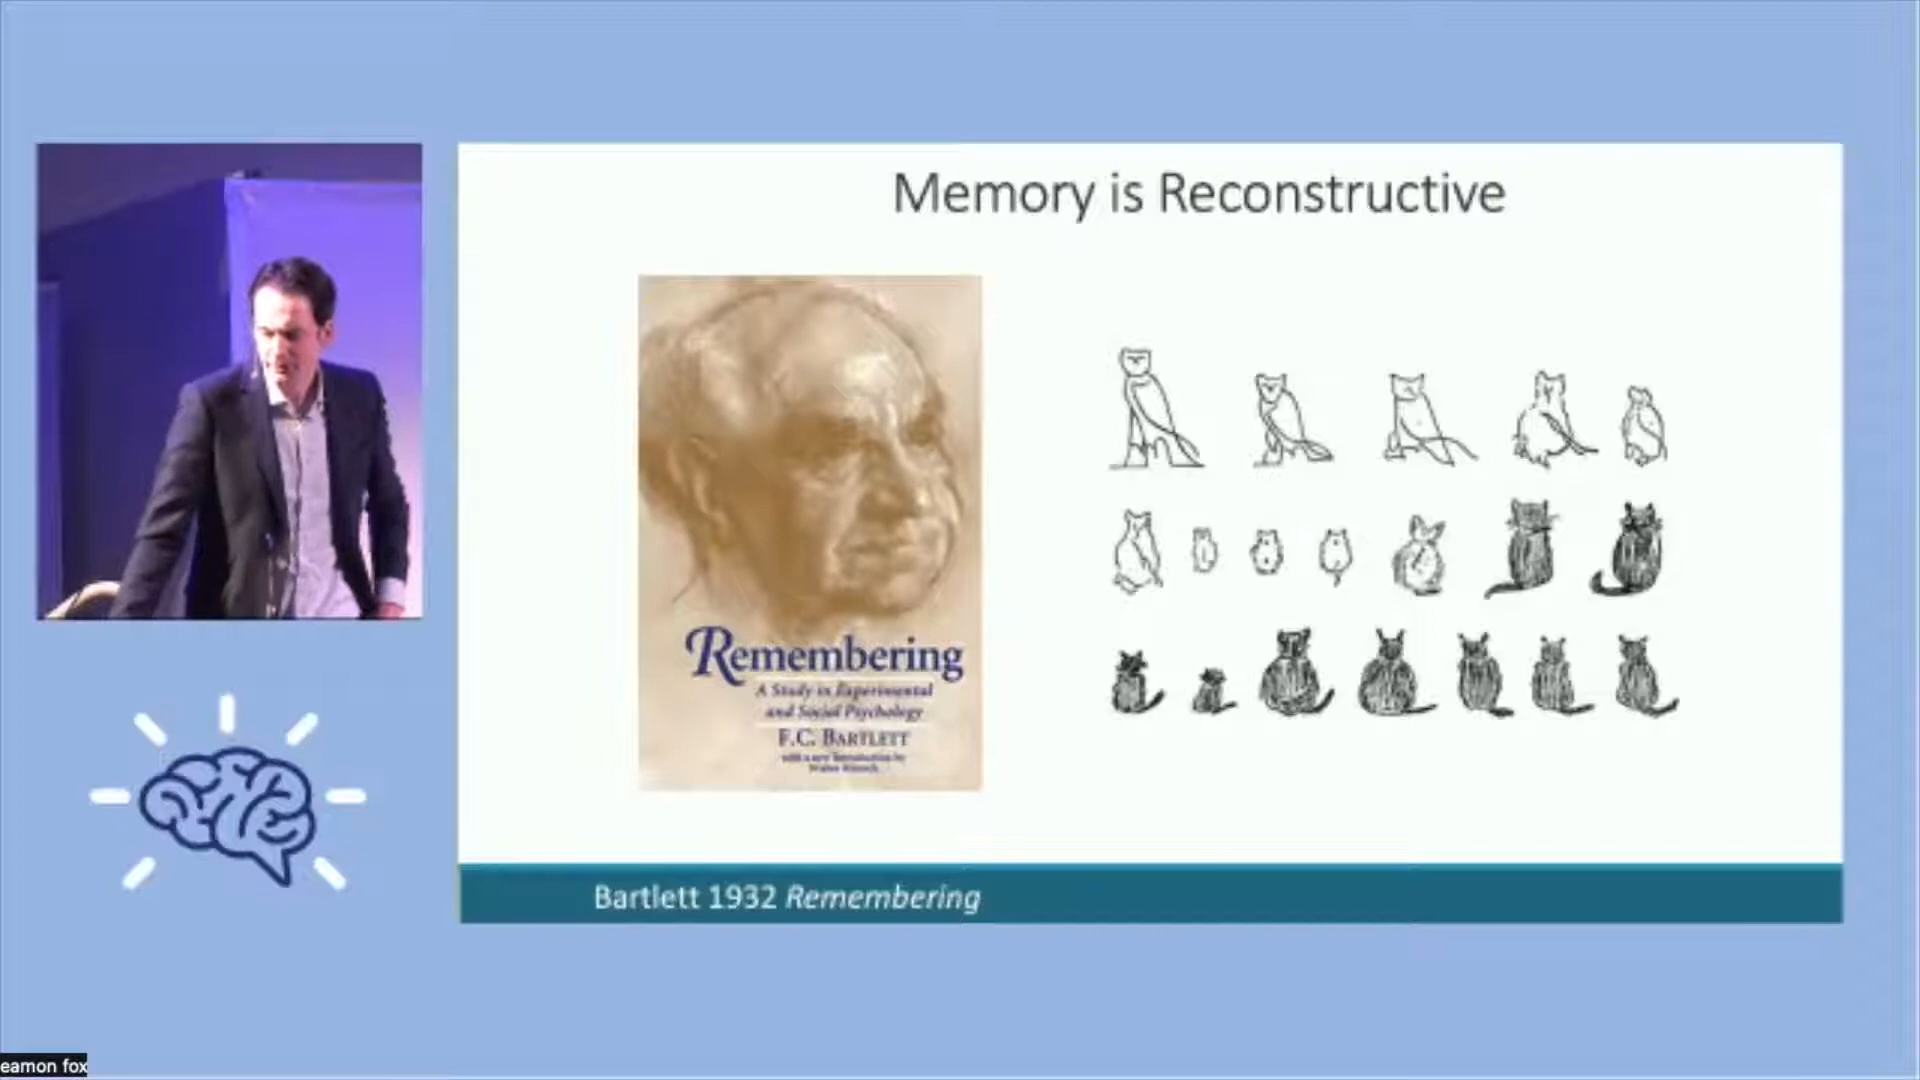 Memory is Reconstructive
Remembering
A Study in Experimental
and Social Psychology
F.C. BARTLETT
with a new Introduction by
Walter Kintsch
Bartlett 1932 Remembering
eamon fox